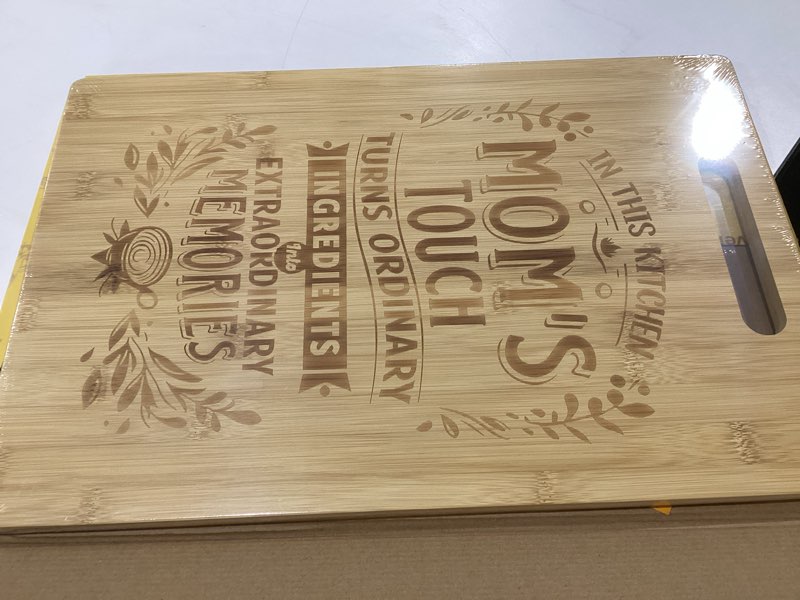 IN THIS KITCHEN
MOM'S
TOUCH
TURNS ORDINARY
INGREDIENTS
Into
EXTRAORDINARY
MEMORIES